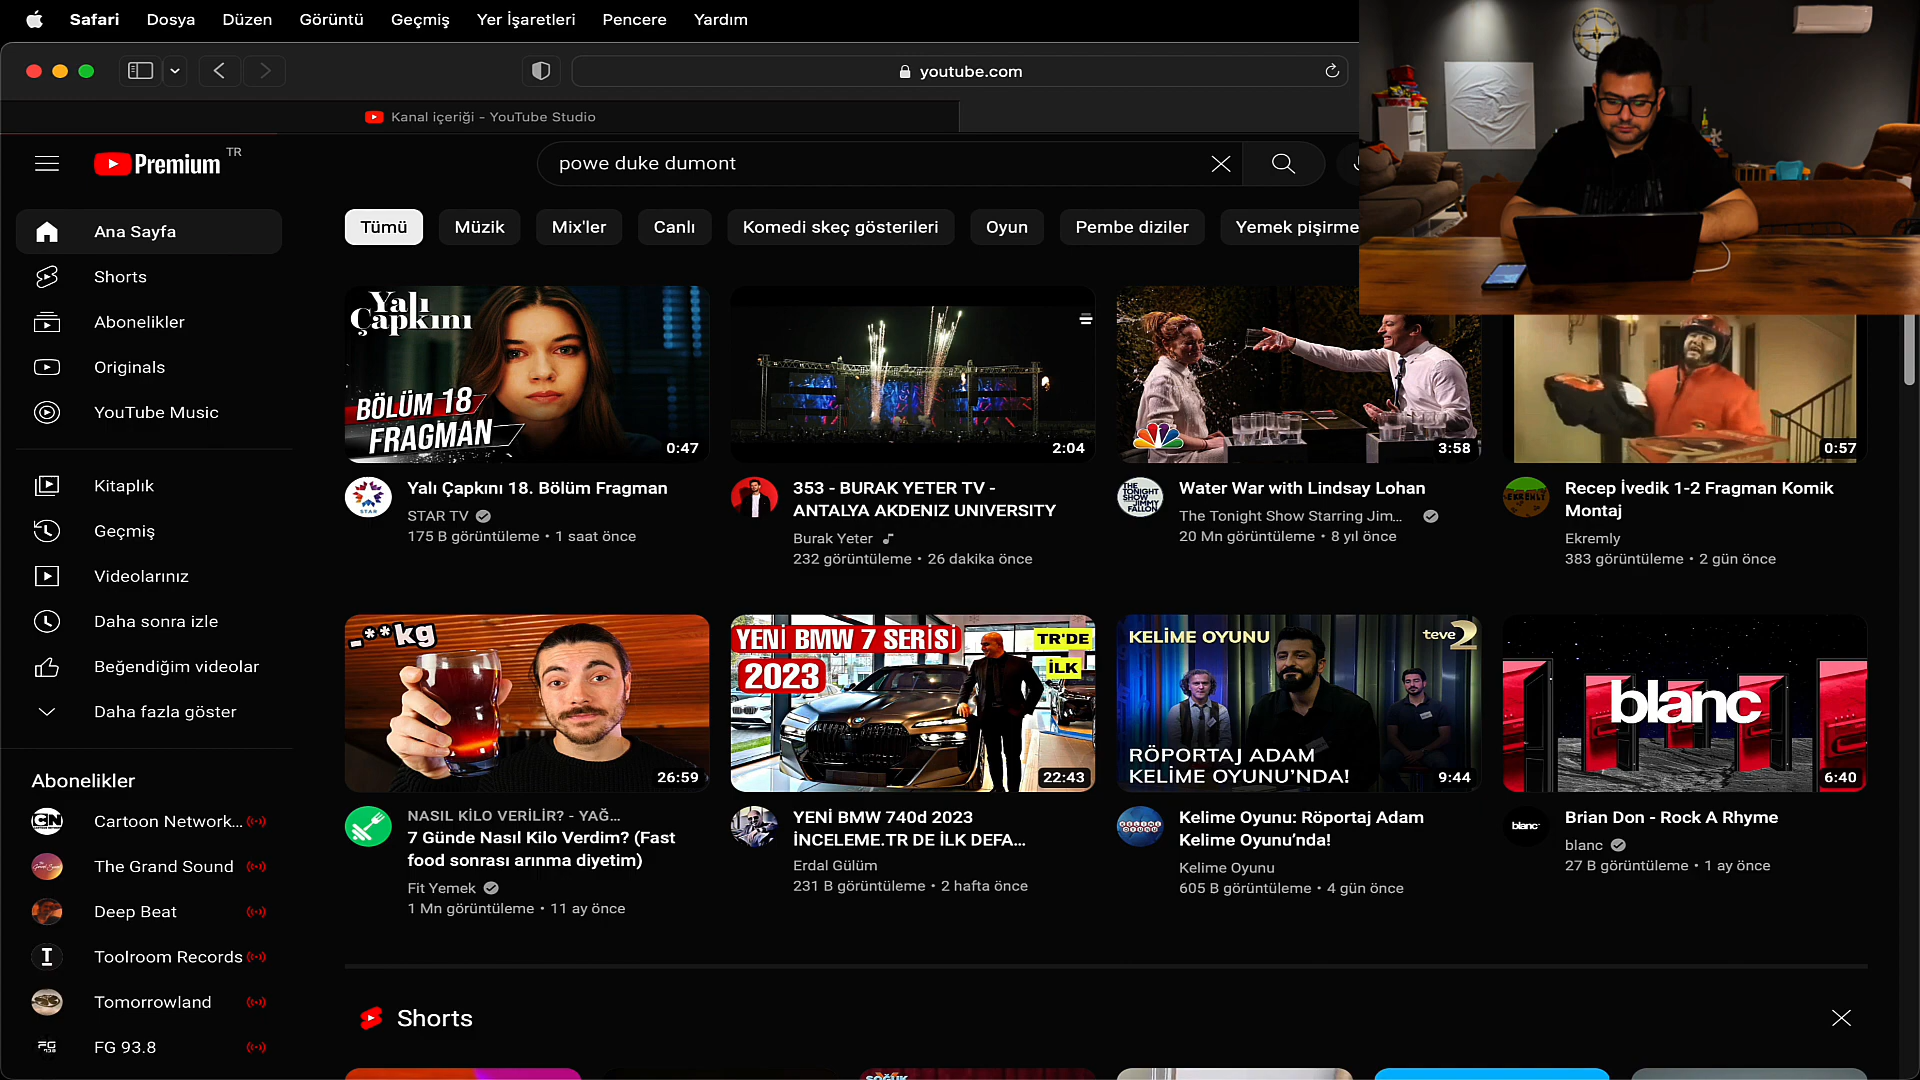 Safari Dosya Düzen Görüntü Geçmiş Yer İşaretleri Pencere Yardım
youtube.com
Kanal içeriği - YouTube Studio
Premium TR
powe duke dumont
Tümü Müzik Mix'ler Canlı Komedi skeç gösterileri Oyun Pembe diziler Yemek pişirme
Ana Sayfa
Shorts
Abonelikler
Originals
YouTube Music
Kitaplık
Geçmiş
Videolarınız
Daha sonra izle
Beğendiğim videolar
Daha fazla göster
Abonelikler
Cartoon Network...
The Grand Sound
Deep Beat
Toolroom Records
Tomorrowland
FG 93.8
Yalı
Çapkını
BÖLÜM 18
FRAGMAN
0:47
Yalı Çapkını 18. Bölüm Fragman
STAR TV
175 B görüntüleme • 1 saat önce
2:04
353 - BURAK YETER TV -
ANTALYA AKDENIZ UNIVERSITY
Burak Yeter
232 görüntüleme • 26 dakika önce
3:58
THE
TONIGHT
SHOW
JIMMY
FALLON
Water War with Lindsay Lohan
The Tonight Show Starring Jim...
20 Mn görüntüleme • 8 yıl önce
0:57
EKREMLY
Recep İvedik 1-2 Fragman Komik
Montaj
Ekremly
383 görüntüleme • 2 gün önce
-**kg
26:59
NASIL KİLO VERİLİR? - YAĞ...
7 Günde Nasıl Kilo Verdim? (Fast
food sonrası arınma diyetim)
Fit Yemek
1 Mn görüntüleme • 11 ay önce
YENİ BMW 7 SERİSİ
2023
TR'DE
İLK
22:43
YENİ BMW 740d 2023
İNCELEME.TR DE İLK DEFA...
Erdal Gülüm
231 B görüntüleme • 2 hafta önce
KELİME OYUNU
teve2
RÖPORTAJ ADAM
KELİME OYUNU'NDA!
9:44
KELİME
OYUNU
Kelime Oyunu: Röportaj Adam
Kelime Oyunu’nda!
Kelime Oyunu
605 B görüntüleme • 4 gün önce
blanc
6:40
blanc
Brian Don - Rock A Rhyme
blanc
27 B görüntüleme • 1 ay önce
Shorts
SOĞUK